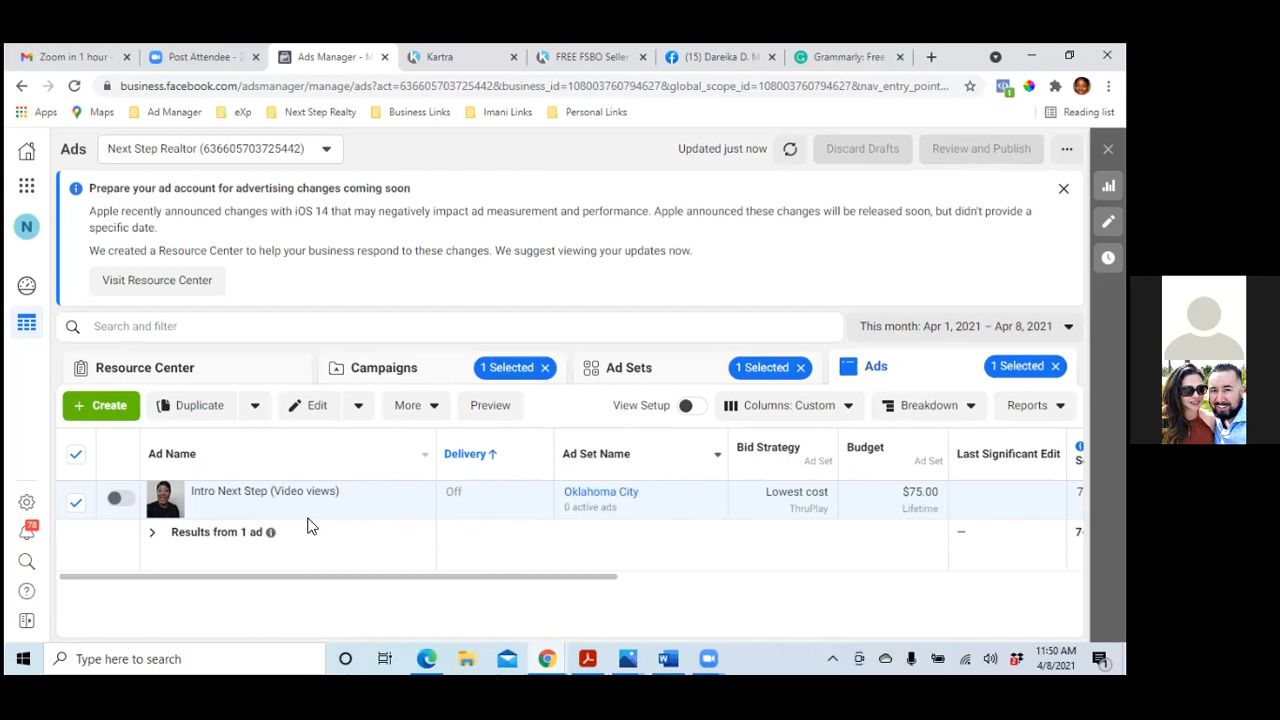 Zoom in 1 hour -
Post Attendee - 2
Ads Manager - M
Kartra
FREE FSBO Seller
(15) Dareika D. M
Grammarly: Free
business.facebook.com/adsmanager/manage/ads?act=636605703725442&business_id=108003760794627&global_scope_id=108003760794627&nav_entry_point...
Apps
Maps
Ad Manager
eXp
Next Step Realty
Business Links
Imani Links
Personal Links
Reading list
Ads
Next Step Realtor (636605703725442)
Updated just now
Discard Drafts
Review and Publish
N
Prepare your ad account for advertising changes coming soon
Apple recently announced changes with iOS 14 that may negatively impact ad measurement and performance. Apple announced these changes will be released soon, but didn't provide a
specific date.
We created a Resource Center to help your business respond to these changes. We suggest viewing your updates now.
Visit Resource Center
Search and filter
This month: Apr 1, 2021 – Apr 8, 2021
Resource Center
Campaigns
1 Selected
Ad Sets
1 Selected
Ads
1 Selected
+ Create
Duplicate
Edit
More
Preview
View Setup
Columns: Custom
Breakdown
Reports
Ad Name
Delivery ↑
Ad Set Name
Bid Strategy
Ad Set
Budget
Ad Set
Last Significant Edit
Intro Next Step (Video views)
Off
Oklahoma City
0 active ads
Lowest cost
ThruPlay
$75.00
Lifetime
7
Results from 1 ad
—
7-
78
Type here to search
11:50 AM
4/8/2021
1